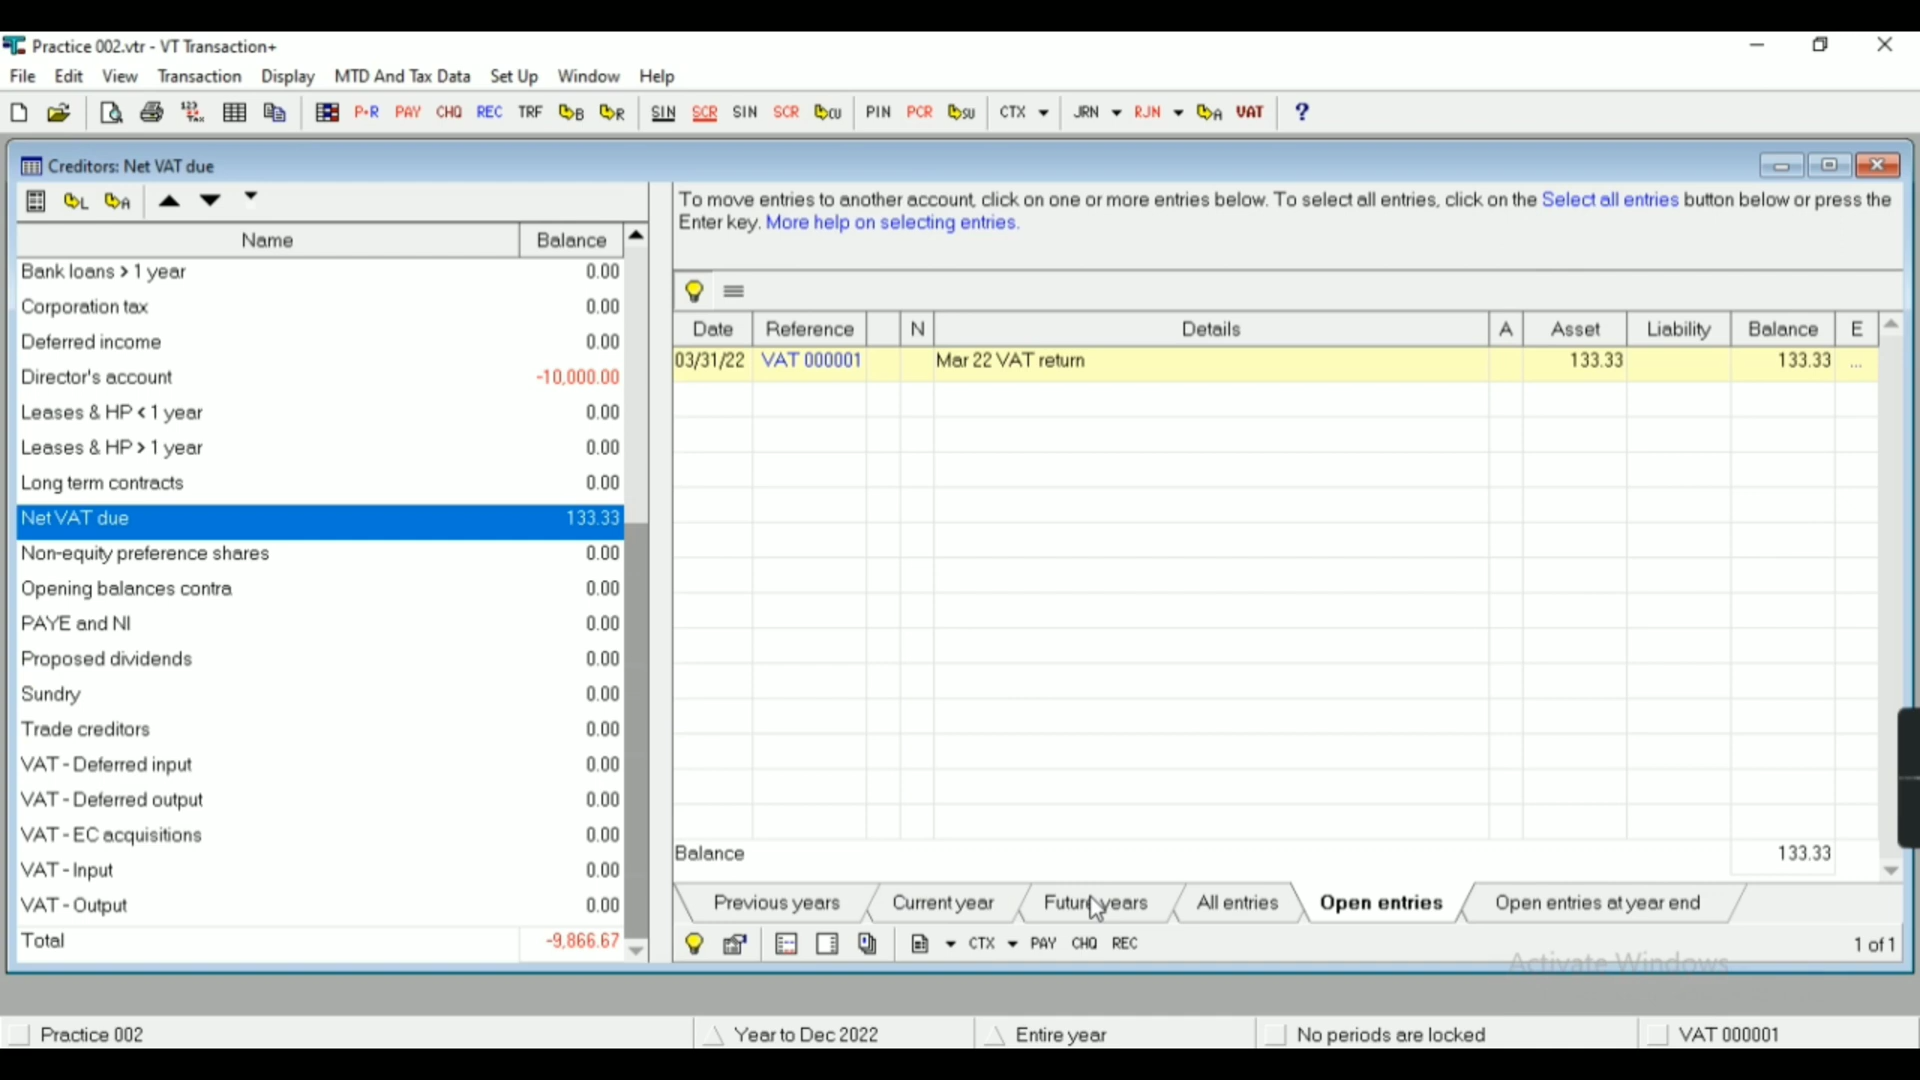 Practice 002.vtr - VT Transaction+
File Edit View Transaction Display MTD And Tax Data Set Up Window Help
P+R PAY CHQ REC TRF B R SIN SCR SIN SCR CU PIN PCR SU CTX JRN RJN A VAT ?
Creditors: Net VAT due
L A
To move entries to another account, click on one or more entries below. To select all entries, click on the Select all entries button below or press the
Enter key. More help on selecting entries.
Name Balance
Bank loans > 1 year 0.00
Corporation tax 0.00
Deferred income 0.00
Director's account -10,000.00
Leases & HP < 1 year 0.00
Leases & HP > 1 year 0.00
Long term contracts 0.00
Net VAT due 133.33
Non-equity preference shares 0.00
Opening balances contra 0.00
PAYE and NI 0.00
Proposed dividends 0.00
Sundry 0.00
Trade creditors 0.00
VAT - Deferred input 0.00
VAT - Deferred output 0.00
VAT - EC acquisitions 0.00
VAT - Input 0.00
VAT - Output 0.00
Total -9,866.67
Date Reference N Details A Asset Liability Balance E
03/31/22 VAT 000001 Mar 22 VAT return 133.33 133.33 ...
Balance 133.33
Previous years Current year Future years All entries Open entries Open entries at year end
CTX PAY CHQ REC 1 of 1
Activate Windows
Practice 002 Year to Dec 2022 Entire year No periods are locked VAT 000001